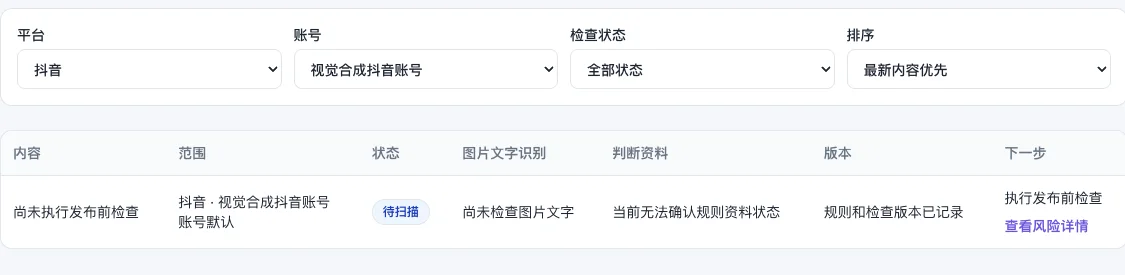 平台
账号
检查状态
排序
抖音
视觉合成抖音账号
全部状态
最新内容优先
内容
范围
状态
图片文字识别
判断资料
版本
下一步
尚未执行发布前检查
抖音 · 视觉合成抖音账号
账号默认
待扫描
尚未检查图片文字
当前无法确认规则资料状态
规则和检查版本已记录
执行发布前检查
查看风险详情